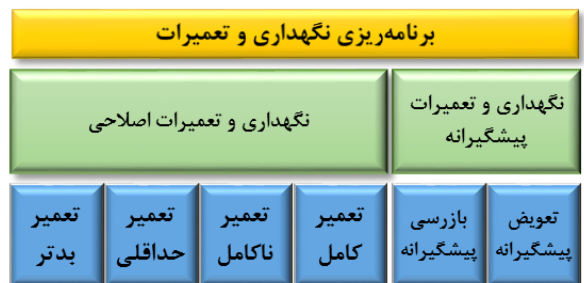 برنامه‌ریزی نگهداری و تعمیرات
نگهداری و تعمیرات
پیشگیرانه
نگهداری و تعمیرات اصلاحی
تعویض
پیشگیرانه
بازرسی
پیشگیرانه
تعمیر
کامل
تعمیر
ناکامل
تعمیر
حداقلی
تعمیر
بدتر